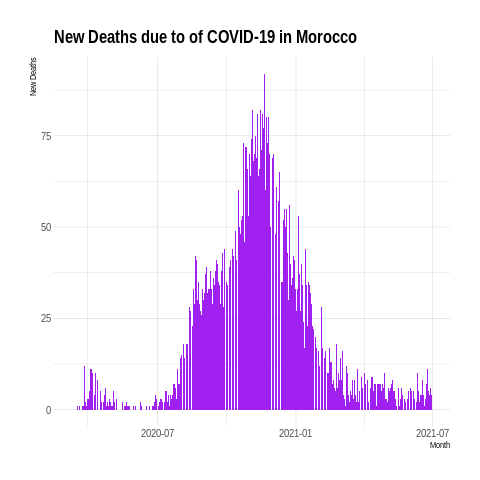 New Deaths due to of COVID-19 in Morocco
New Deaths
75
50
25
0
2020-07
2021-01
2021-07
Month